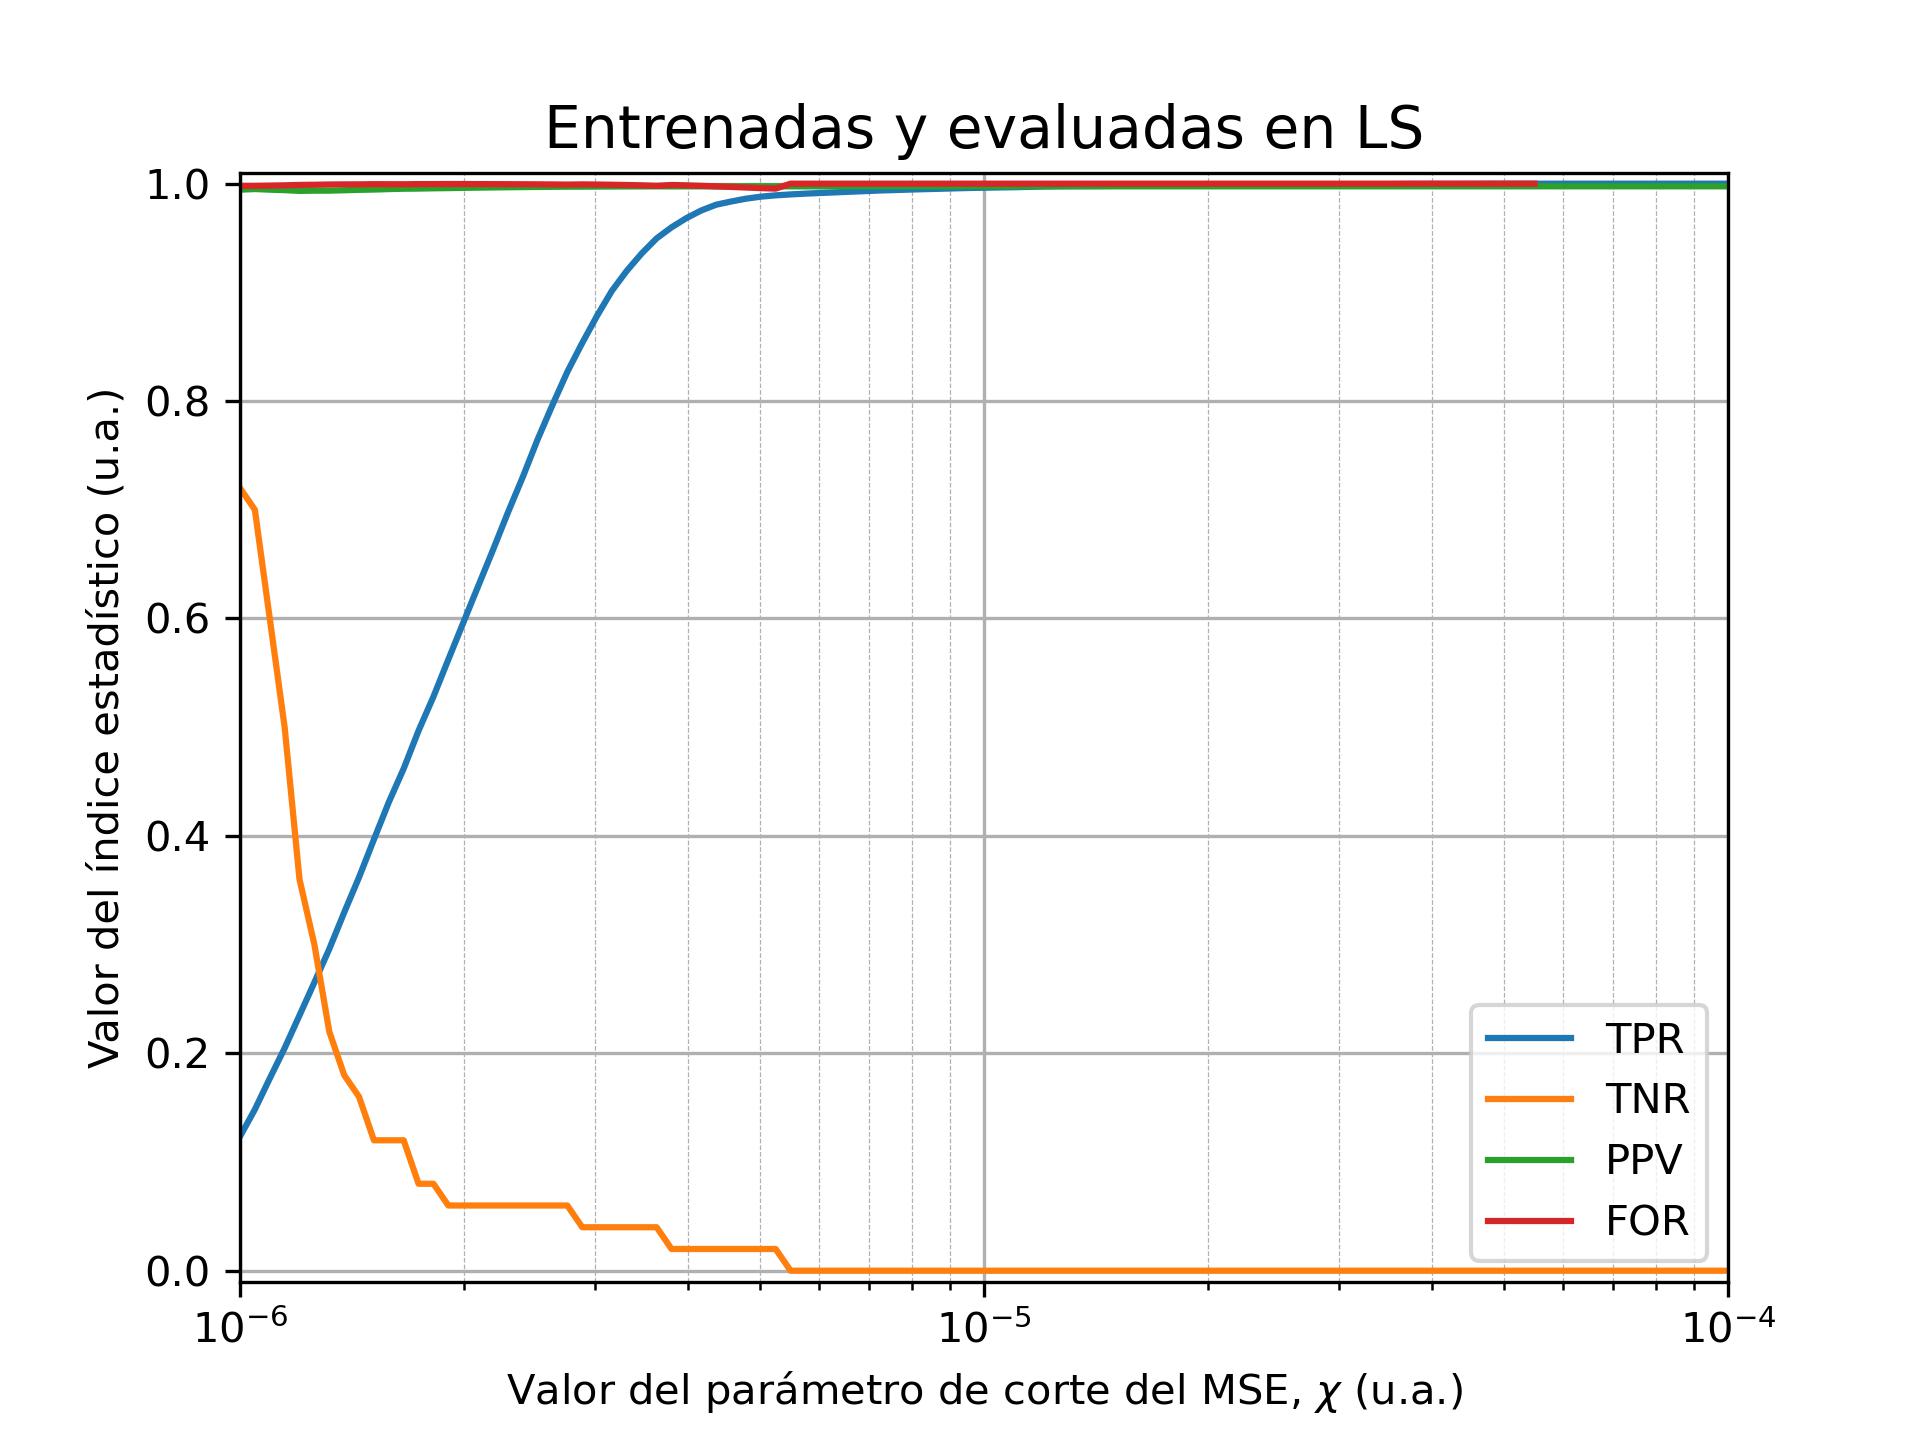 Entrenadas y evaluadas en LS
1.0
0.8
0.6
0.4
0.2
0.0
Valor del índice estadístico (u.a.)
TPR
TNR
PPV
FOR
10⁻⁶ 10⁻⁵ 10⁻⁴
Valor del parámetro de corte del MSE, χ (u.a.)